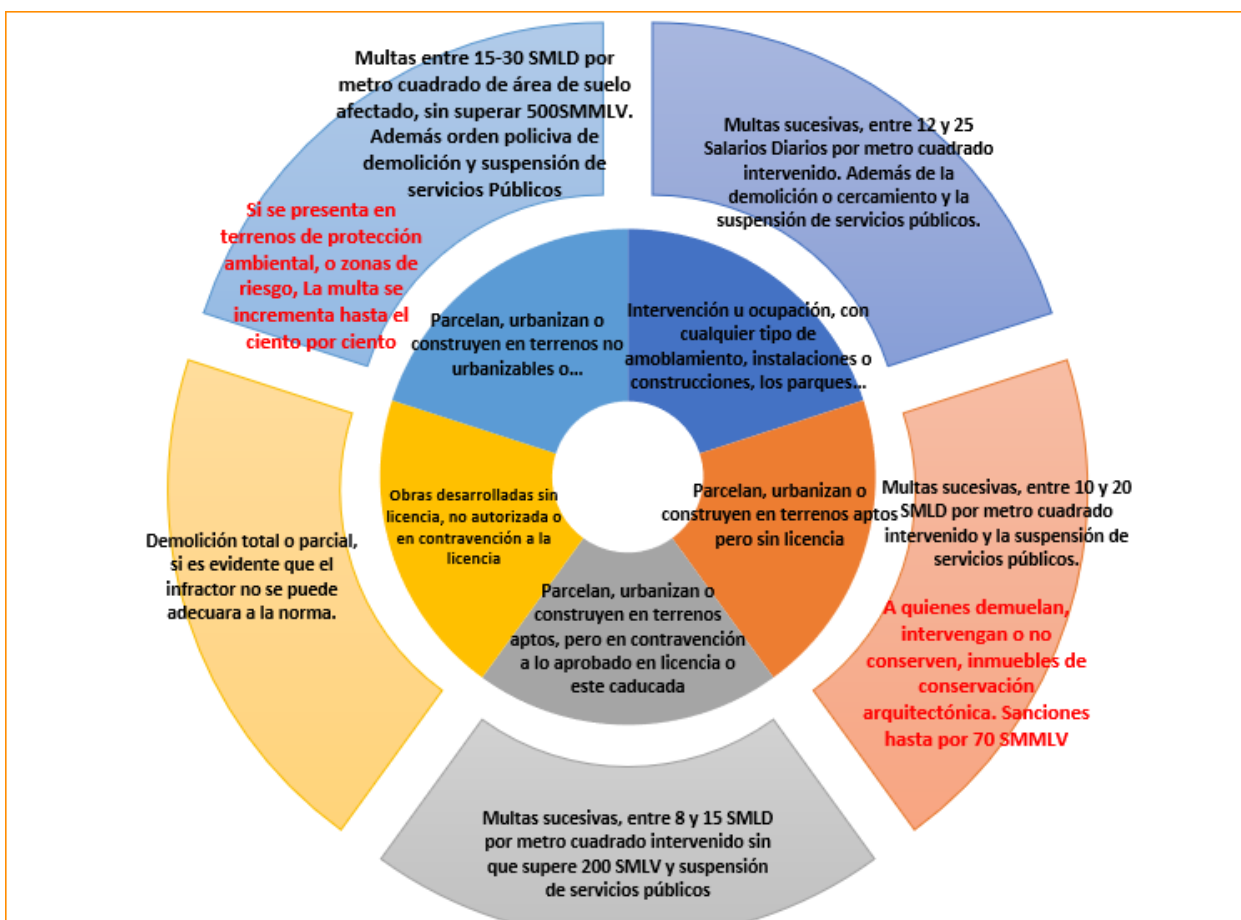 Multas entre 15-30 SMLD por
metro cuadrado de área de suelo
afectado, sin superar 500SMMLV.
Además orden policiva de
demolición y suspensión de
servicios Públicos
Si se presenta en
terrenos de protección
ambiental, o zonas de
riesgo, La multa se
incrementa hasta el
ciento por ciento
Multas sucesivas, entre 12 y 25
Salarios Diarios por metro cuadrado
intervenido. Además de la
demolición o cercamiento y la
suspensión de servicios públicos.
Parcelan, urbanizan o
construyen en terrenos no
urbanizables o...
Intervención u ocupación, con
cualquier tipo de
amoblamiento, instalaciones o
construcciones, los parques...
Obras desarrolladas sin
licencia, no autorizada o
en contravención a la
licencia
Parcelan, urbanizan o
construyen en terrenos aptos
pero sin licencia
Parcelan, urbanizan o
construyen en terrenos
aptos, pero en contravención
a lo aprobado en licencia o
este caducada
Demolición total o parcial,
si es evidente que el
infractor no se puede
adecuara a la norma.
Multas sucesivas, entre 10 y 20
SMLD por metro cuadrado
intervenido y la suspensión de
servicios públicos.
A quienes demuelan,
intervengan o no
conserven, inmuebles de
conservación
arquitectónica. Sanciones
hasta por 70 SMMLV
Multas sucesivas, entre 8 y 15 SMLD
por metro cuadrado intervenido sin
que supere 200 SMLV y suspensión
de servicios públicos